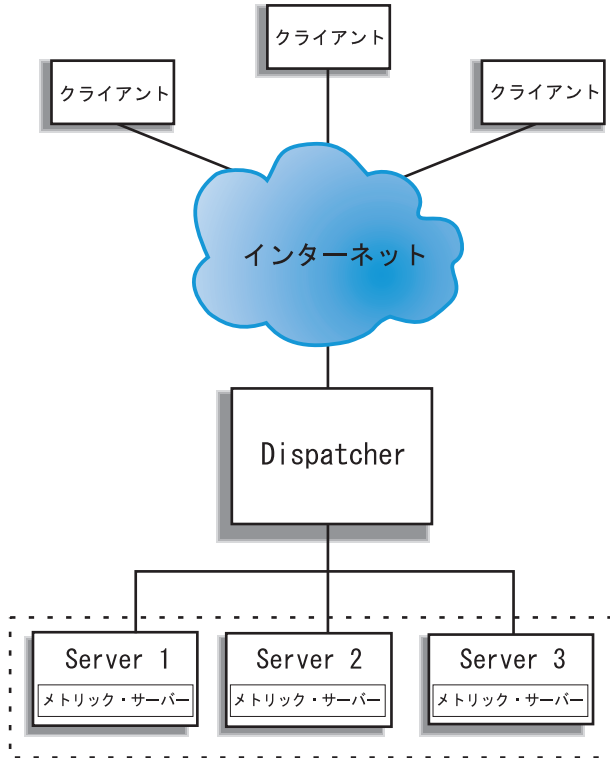 クライアント
クライアント
クライアント
インターネット
Dispatcher
Server 1
Server 2
Server 3
メトリック・サーバー
メトリック・サーバー
メトリック・サーバー